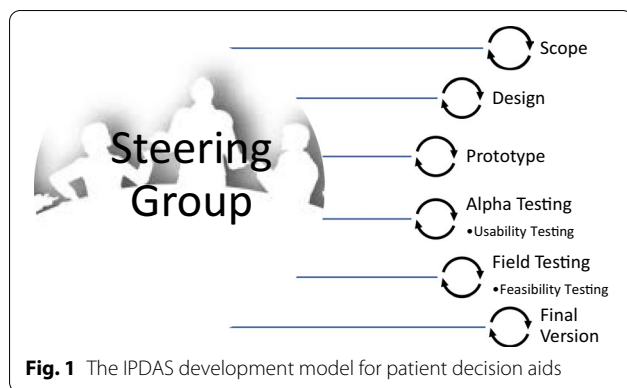 Steering
Group
Scope
Design
Prototype
Alpha Testing
•Usability Testing
Field Testing
•Feasibility Testing
Final
Version
Fig. 1 The IPDAS development model for patient decision aids